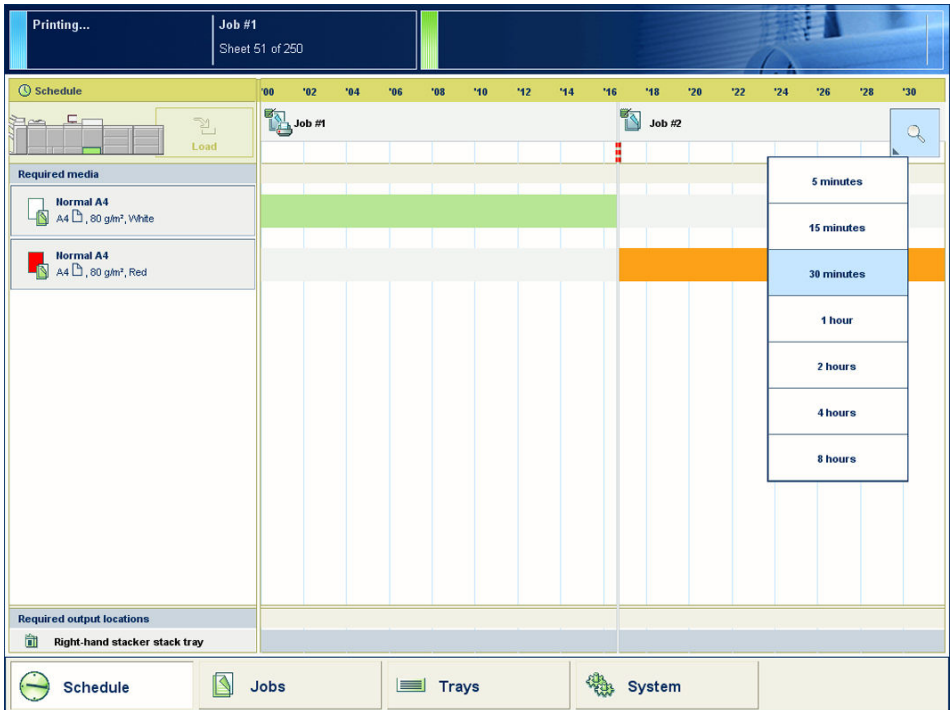 Printing...
Job #1
Sheet 51 of 250
Schedule
'00 '02 '04 '06 '08 '10 '12 '14 '16 '18 '20 '22 '24 '26 '28 '30
Load
Job #1
Job #2
Required media
Normal A4
A4 , 80 g/m², White
Normal A4
A4 , 80 g/m², Red
5 minutes
15 minutes
30 minutes
1 hour
2 hours
4 hours
8 hours
Required output locations
Right-hand stacker stack tray
Schedule
Jobs
Trays
System